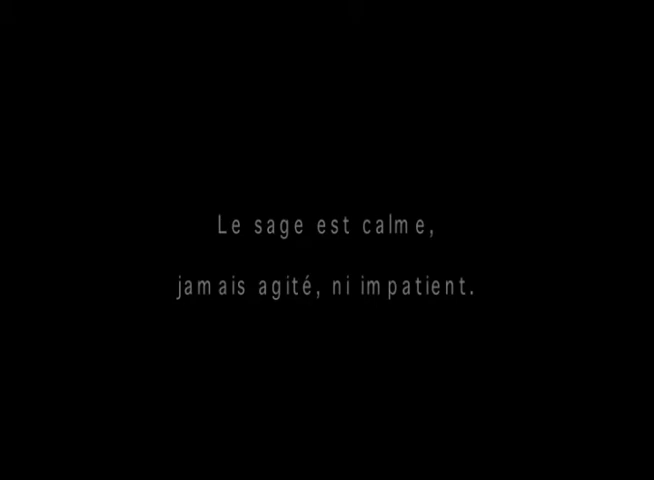 Le sage est calme,
jamais agité, ni impatient.